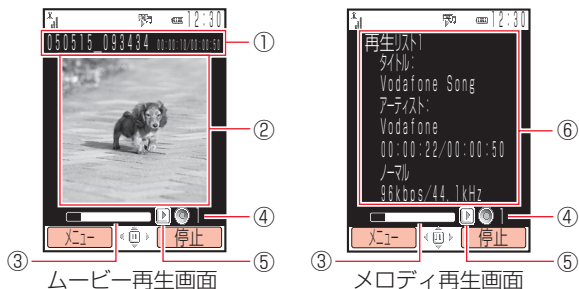 12:30
050515_093434 00:00:10/00:00:50
①
②
④
1
メニュー
停止
③
⑤
ムービー再生画面
12:30
再生リスト1
タイトル:
Vodafone Song
アーティスト:
Vodafone
00:00:22/00:00:50
ノーマル
96kbps/44.1kHz
⑥
④
1
メニュー
停止
③
⑤
メロディ再生画面